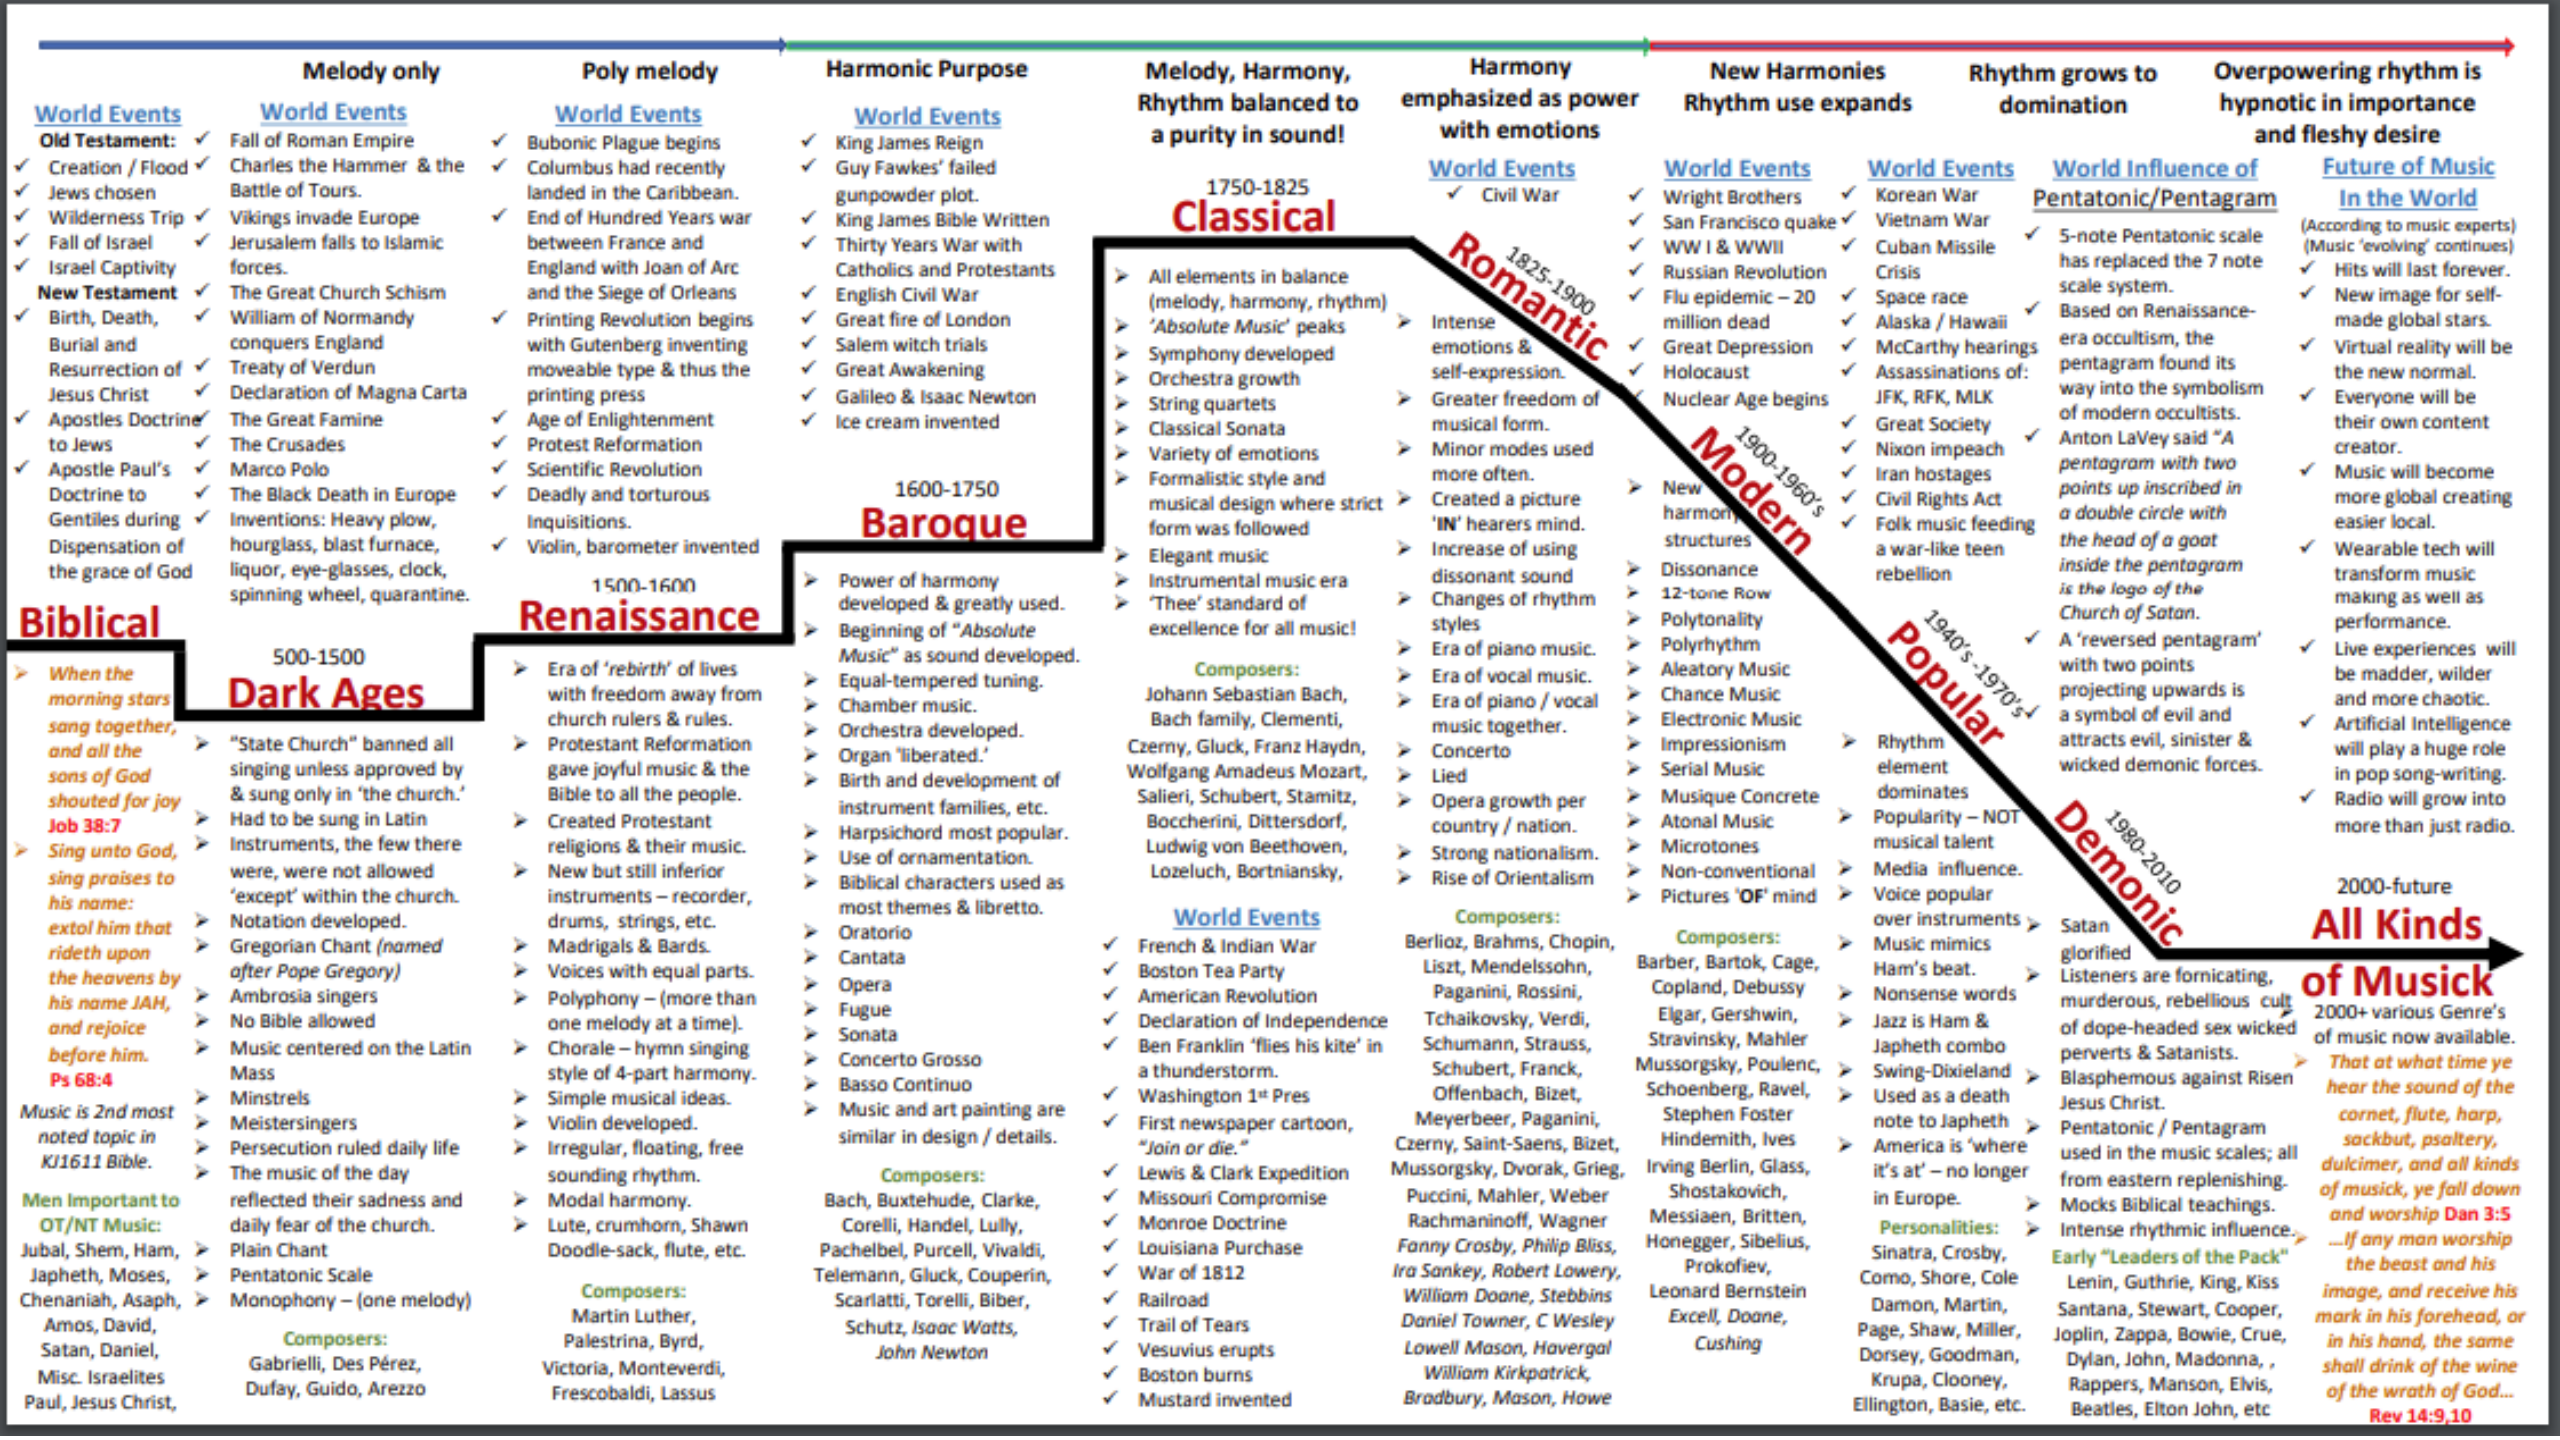 Melody only
World Events
Old Testament:
Creation / Flood
Jews chosen
Wilderness Trip
Fall of Israel
Israel Captivity
New Testament
Birth, Death,
Burial and
Resurrection of
Jesus Christ
Apostles Doctrine
to Jews
Apostle Paul's
Doctrine to
Gentiles during
Dispensation of
the grace of God
Biblical
When the
morning stars
sang together,
and all the
sons of God
shouted for joy
Job 38:7
Sing unto God,
sing praises to
his name:
extol him that
rideth upon
the heavens by
his name JAH,
and rejoice
before him.
Ps 68:4
Music is 2nd most
noted topic in
KJ1611 Bible.
Men Important to
OT/NT Music:
Jubal, Shem, Ham,
Japheth, Moses,
Chenaniah, Asaph,
Amos, David,
Satan, Daniel,
Misc. Israelites
Paul, Jesus Christ,
World Events
Fall of Roman Empire
Charles the Hammer & the
Battle of Tours.
Vikings invade Europe
Jerusalem falls to Islamic
forces.
The Great Church Schism
William of Normandy
conquers England
Treaty of Verdun
Declaration of Magna Carta
The Great Famine
The Crusades
Marco Polo
The Black Death in Europe
Inventions: Heavy plow,
hourglass, blast furnace,
liquor, eye-glasses, clock,
spinning wheel, quarantine.
500-1500
Dark Ages
"State Church" banned all
singing unless approved by
& sung only in 'the church.'
Had to be sung in Latin
Instruments, the few there
were, were not allowed
'except' within the church.
Notation developed.
Gregorian Chant (named
after Pope Gregory)
Ambrosia singers
No Bible allowed
Music centered on the Latin
Mass
Minstrels
Meistersingers
Persecution ruled daily life
The music of the day
reflected their sadness and
daily fear of the church.
Plain Chant
Pentatonic Scale
Monophony – (one melody)
Composers:
Gabrielli, Des Pérez,
Dufay, Guido, Arezzo
Poly melody
World Events
Bubonic Plague begins
Columbus had recently
landed in the Caribbean.
End of Hundred Years war
between France and
England with Joan of Arc
and the Siege of Orleans
Printing Revolution begins
with Gutenberg inventing
moveable type & thus the
printing press
Age of Enlightenment
Protest Reformation
Scientific Revolution
Deadly and torturous
Inquisitions.
Violin, barometer invented
1500-1600
Renaissance
Era of 'rebirth' of lives
with freedom away from
church rulers & rules.
Protestant Reformation
gave joyful music & the
Bible to all the people.
Created Protestant
religions & their music.
New but still inferior
instruments – recorder,
drums, strings, etc.
Madrigals & Bards.
Voices with equal parts.
Polyphony – (more than
one melody at a time).
Chorale – hymn singing
style of 4-part harmony.
Simple musical ideas.
Violin developed.
Irregular, floating, free
sounding rhythm.
Modal harmony.
Lute, crumhorn, Shawn
Doodle-sack, flute, etc.
Composers:
Martin Luther,
Palestrina, Byrd,
Victoria, Monteverdi,
Frescobaldi, Lassus
Harmonic Purpose
World Events
King James Reign
Guy Fawkes' failed
gunpowder plot.
King James Bible Written
Thirty Years War with
Catholics and Protestants
English Civil War
Great fire of London
Salem witch trials
Great Awakening
Galileo & Isaac Newton
Ice cream invented
1600-1750
Baroque
Power of harmony
developed & greatly used.
Beginning of "Absolute
Music" as sound developed.
Equal-tempered tuning.
Chamber music.
Orchestra developed.
Organ 'liberated.'
Birth and development of
instrument families, etc.
Harpsichord most popular.
Use of ornamentation.
Biblical characters used as
most themes & libretto.
Oratorio
Cantata
Opera
Fugue
Sonata
Concerto Grosso
Basso Continuo
Music and art painting are
similar in design / details.
Composers:
Bach, Buxtehude, Clarke,
Corelli, Handel, Lully,
Pachelbel, Purcell, Vivaldi,
Telemann, Gluck, Couperin,
Scarlatti, Torelli, Biber,
Schutz, Isaac Watts,
John Newton
Melody, Harmony,
Rhythm balanced to
a purity in sound!
1750-1825
Classical
All elements in balance
(melody, harmony, rhythm)
'Absolute Music' peaks
Symphony developed
Orchestra growth
String quartets
Classical Sonata
Variety of emotions
Formalistic style and
musical design where strict
form was followed
Elegant music
Instrumental music era
'Thee' standard of
excellence for all music!
Composers:
Johann Sebastian Bach,
Bach family, Clementi,
Czerny, Gluck, Franz Haydn,
Wolfgang Amadeus Mozart,
Salieri, Schubert, Stamitz,
Boccherini, Dittersdorf,
Ludwig von Beethoven,
Lozeluch, Bortniansky,
World Events
French & Indian War
Boston Tea Party
American Revolution
Declaration of Independence
Ben Franklin 'flies his kite' in
a thunderstorm.
Washington 1st Pres
First newspaper cartoon,
"Join or die."
Lewis & Clark Expedition
Missouri Compromise
Monroe Doctrine
Louisiana Purchase
War of 1812
Railroad
Trail of Tears
Vesuvius erupts
Boston burns
Mustard invented
Harmony
emphasized as power
with emotions
World Events
Civil War
1825-1900
Romantic
Intense
emotions &
self-expression.
Greater freedom of
musical form.
Minor modes used
more often.
Created a picture
'IN' hearers mind.
Increase of using
dissonant sound
Changes of rhythm
styles
Era of piano music.
Era of vocal music.
Era of piano / vocal
music together.
Concerto
Lied
Opera growth per
country / nation.
Strong nationalism.
Rise of Orientalism
Composers:
Berlioz, Brahms, Chopin,
Liszt, Mendelssohn,
Paganini, Rossini,
Tchaikovsky, Verdi,
Schumann, Strauss,
Schubert, Franck,
Offenbach, Bizet,
Meyerbeer, Paganini,
Czerny, Saint-Saens, Bizet,
Mussorgsky, Dvorak, Grieg,
Puccini, Mahler, Weber
Rachmaninoff, Wagner
Fanny Crosby, Philip Bliss,
Ira Sankey, Robert Lowery,
William Doane, Stebbins
Daniel Towner, C Wesley
Lowell Mason, Havergal
William Kirkpatrick,
Bradbury, Mason, Howe
New Harmonies
Rhythm use expands
World Events
Wright Brothers
San Francisco quake
WW I & WWII
Russian Revolution
Flu epidemic – 20
million dead
Great Depression
Holocaust
Nuclear Age begins
1900-1960's
Modern
New
harmony
structures
Dissonance
12-tone Row
Polytonality
Polyrhythm
Aleatory Music
Chance Music
Electronic Music
Impressionism
Serial Music
Musique Concrete
Atonal Music
Microtones
Non-conventional
Pictures 'OF' mind
Composers:
Barber, Bartok, Cage,
Copland, Debussy
Elgar, Gershwin,
Stravinsky, Mahler
Mussorgsky, Poulenc,
Schoenberg, Ravel,
Stephen Foster
Hindemith, Ives
Irving Berlin, Glass,
Shostakovich,
Messiaen, Britten,
Honegger, Sibelius,
Prokofiev,
Leonard Bernstein
Excell, Doane,
Cushing
Rhythm grows to
domination
World Events
Korean War
Vietnam War
Cuban Missile
Crisis
Space race
Alaska / Hawaii
McCarthy hearings
Assassinations of:
JFK, RFK, MLK
Great Society
Nixon impeach
Iran hostages
Civil Rights Act
Folk music feeding
a war-like teen
rebellion
1940's -1970's
Popular
Rhythm
element
dominates
Popularity – NOT
musical talent
Media influence.
Voice popular
over instruments
Music mimics
Ham's beat.
Nonsense words
Jazz is Ham &
Japheth combo
Swing-Dixieland
Used as a death
note to Japheth
America is 'where
it's at' – no longer
in Europe.
Personalities:
Sinatra, Crosby,
Como, Shore, Cole
Damon, Martin,
Page, Shaw, Miller,
Dorsey, Goodman,
Krupa, Clooney,
Ellington, Basie, etc.
Overpowering rhythm is
hypnotic in importance
and fleshy desire
World Influence of
Pentatonic/Pentagram
5-note Pentatonic scale
has replaced the 7 note
scale system.
Based on Renaissance-
era occultism, the
pentagram found its
way into the symbolism
of modern occultists.
Anton LaVey said "A
pentagram with two
points up inscribed in
a double circle with
the head of a goat
inside the pentagram
is the logo of the
Church of Satan.
A 'reversed pentagram'
with two points
projecting upwards is
a symbol of evil and
attracts evil, sinister &
wicked demonic forces.
1980-2010
Demonic
Satan
glorified
Listeners are fornicating,
murderous, rebellious cult
of dope-headed sex wicked
perverts & Satanists.
Blasphemous against Risen
Jesus Christ.
Pentatonic / Pentagram
used in the music scales; all
from eastern replenishing.
Mocks Biblical teachings.
Intense rhythmic influence.
Early "Leaders of the Pack"
Lenin, Guthrie, King, Kiss
Santana, Stewart, Cooper,
Joplin, Zappa, Bowie, Crue,
Dylan, John, Madonna, ,
Rappers, Manson, Elvis,
Beatles, Elton John, etc
Future of Music
In the World
(According to music experts)
(Music 'evolving' continues)
Hits will last forever.
New image for self-
made global stars.
Virtual reality will be
the new normal.
Everyone will be
their own content
creator.
Music will become
more global creating
easier local.
Wearable tech will
transform music
making as well as
performance.
Live experiences will
be madder, wilder
and more chaotic.
Artificial Intelligence
will play a huge role
in pop song-writing.
Radio will grow into
more than just radio.
2000-future
All Kinds
of Musick
2000+ various Genre's
of music now available.
That at what time ye
hear the sound of the
cornet, flute, harp,
sackbut, psaltery,
dulcimer, and all kinds
of musick, ye fall down
and worship Dan 3:5
...If any man worship
the beast and his
image, and receive his
mark in his forehead, or
in his hand, the same
shall drink of the wine
of the wrath of God...
Rev 14:9,10